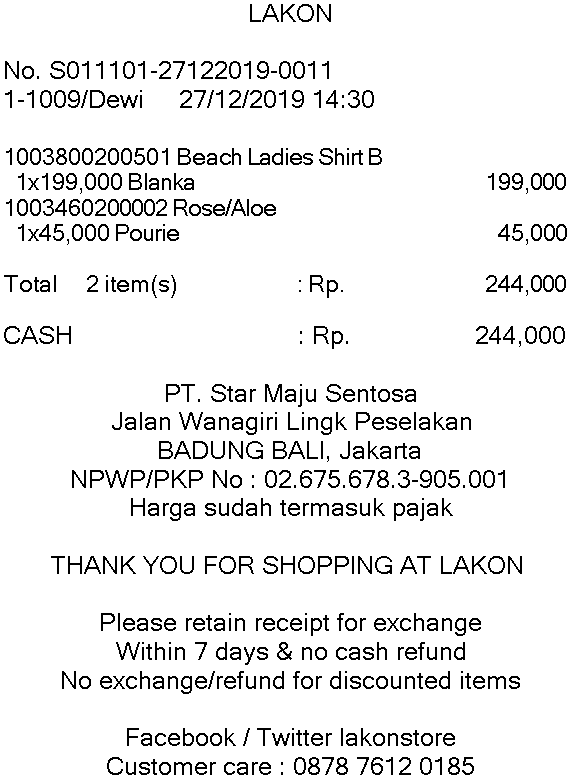 LAKON
No. S011101-27122019-0011
1-1009/Dewi 27/12/2019 14:30
1003800200501 Beach Ladies Shirt B
1x199,000 Blanka 199,000
1003460200002 Rose/Aloe
1x45,000 Pourie 45,000
Total 2 item(s) : Rp. 244,000
CASH : Rp. 244,000
PT. Star Maju Sentosa
Jalan Wanagiri Lingk Peselakan
BADUNG BALI, Jakarta
NPWP/PKP No : 02.675.678.3-905.001
Harga sudah termasuk pajak
THANK YOU FOR SHOPPING AT LAKON
Please retain receipt for exchange
Within 7 days & no cash refund
No exchange/refund for discounted items
Facebook / Twitter lakonstore
Customer care : 0878 7612 0185